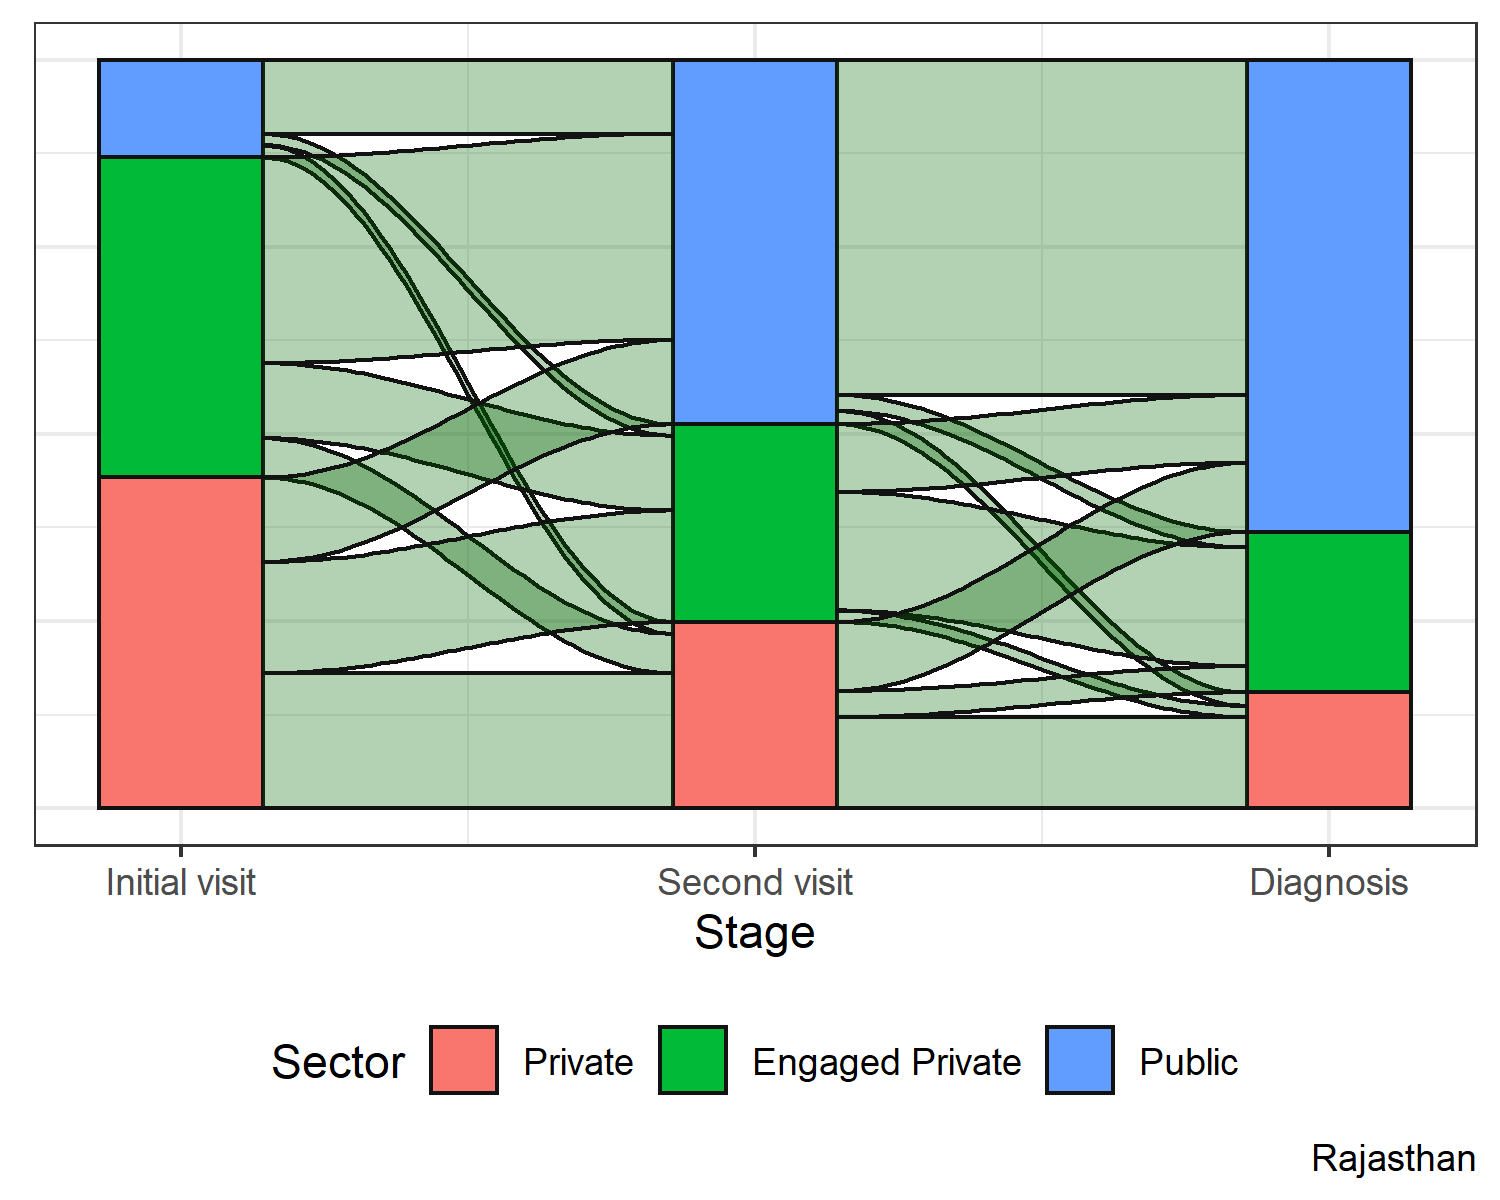 Initial visit Second visit Diagnosis
Stage
Sector Private Engaged Private Public
Rajasthan